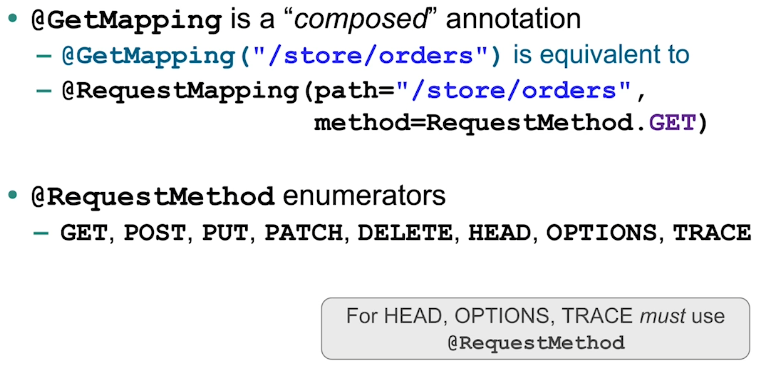 • @GetMapping is a “composed” annotation
– @GetMapping("/store/orders") is equivalent to
– @RequestMapping(path="/store/orders",
method=RequestMethod.GET)
• @RequestMethod enumerators
– GET, POST, PUT, PATCH, DELETE, HEAD, OPTIONS, TRACE
For HEAD, OPTIONS, TRACE must use
@RequestMethod